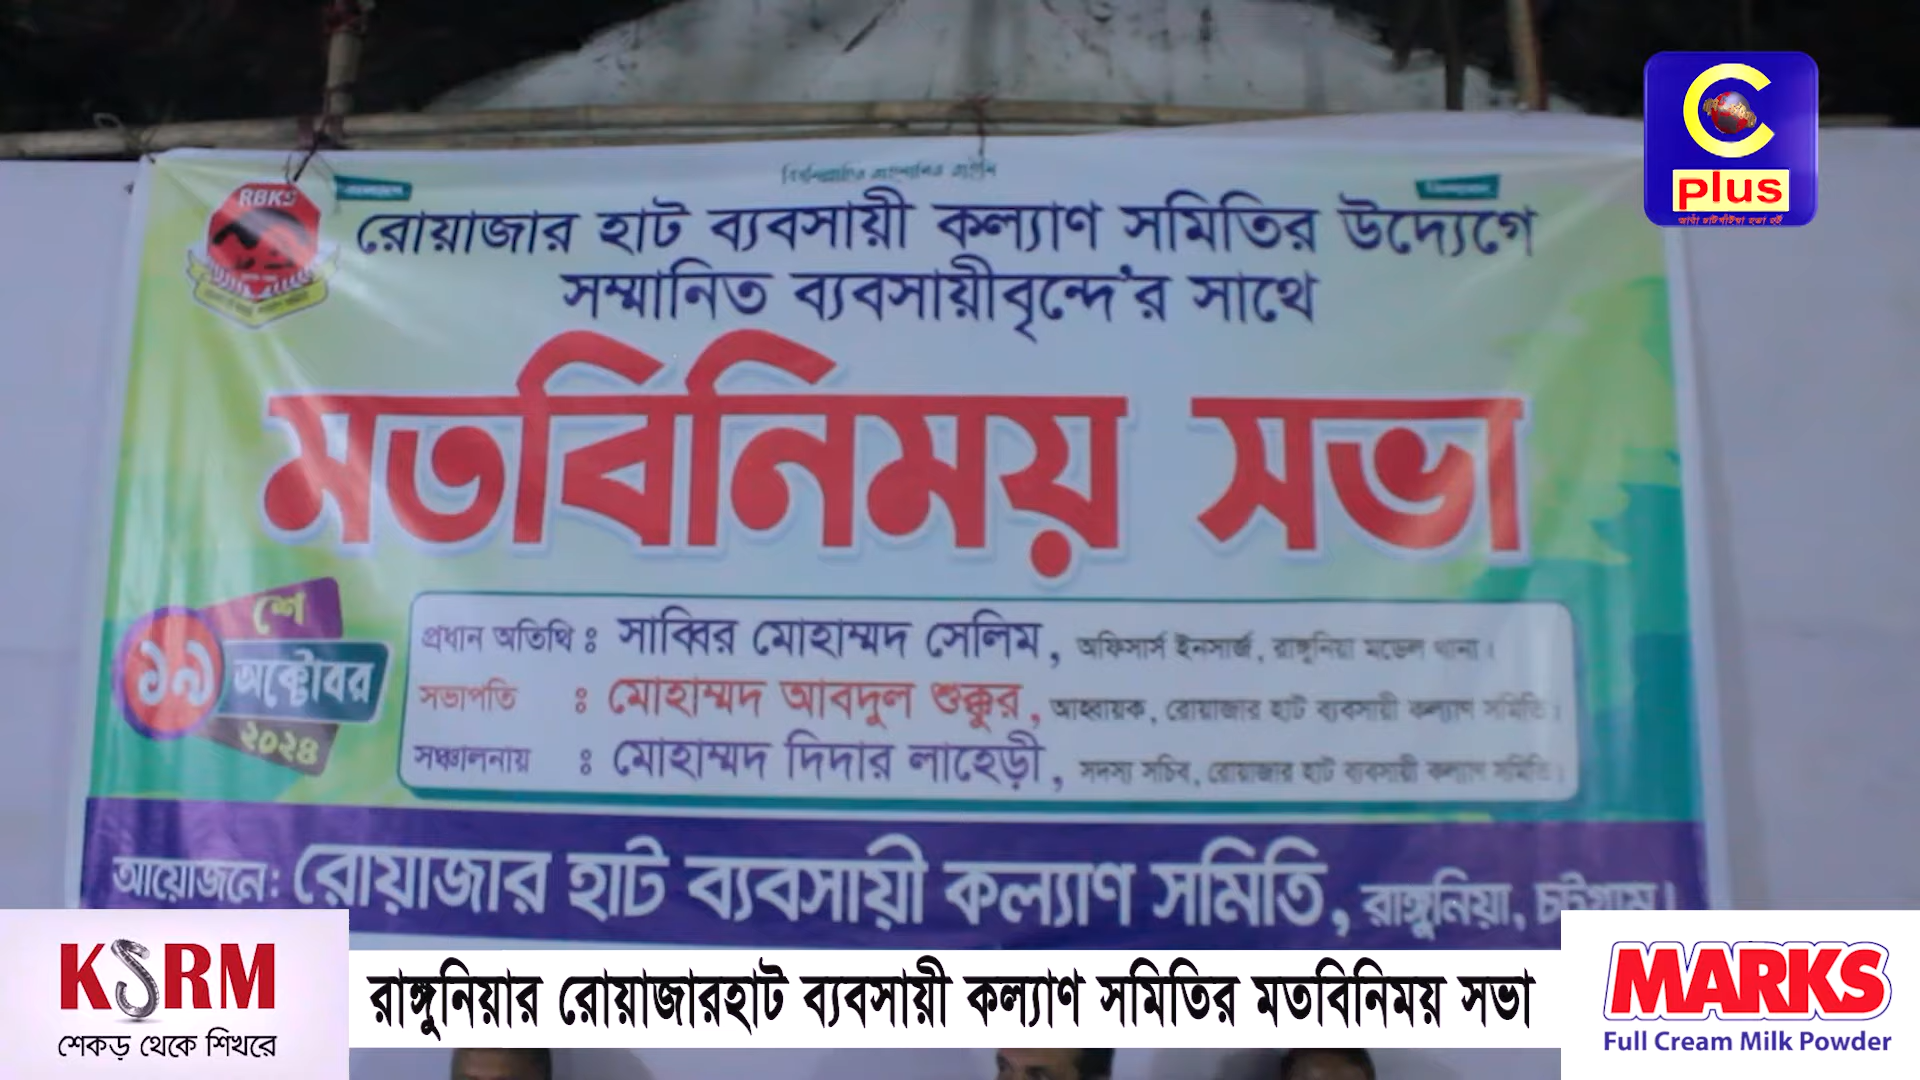 C
plus
RBKS
রোয়াজার হাট ব্যবসায়ী কল্যাণ সমিতির উদ্যেগে
সম্মানিত ব্যবসায়ীবৃন্দে'র সাথে
মতবিনিময় সভা
১৯ শে
অক্টোবর
২০২৪
প্রধান অতিথি : সাব্বির মোহাম্মদ সেলিম, অফিসার্স ইনসার্জ, রাঙ্গুনিয়া মডেল থানা।
সভাপতি : মোহাম্মদ আবদুল শুক্কুর, আহবায়ক, রোয়াজার হাট ব্যবসায়ী কল্যাণ সমিতি।
সঞ্চালনায় : মোহাম্মদ দিদার লাহেড়ী, সদস্য সচিব, রোয়াজার হাট ব্যবসায়ী কল্যাণ সমিতি।
আয়োজনে: রোয়াজার হাট ব্যবসায়ী কল্যাণ সমিতি, রাঙ্গুনিয়া, চট্টগ্রাম।
KSRM
শেকড় থেকে শিখরে
রাঙ্গুনিয়ার রোয়াজারহাট ব্যবসায়ী কল্যাণ সমিতির মতবিনিময় সভা
MARKS
Full Cream Milk Powder